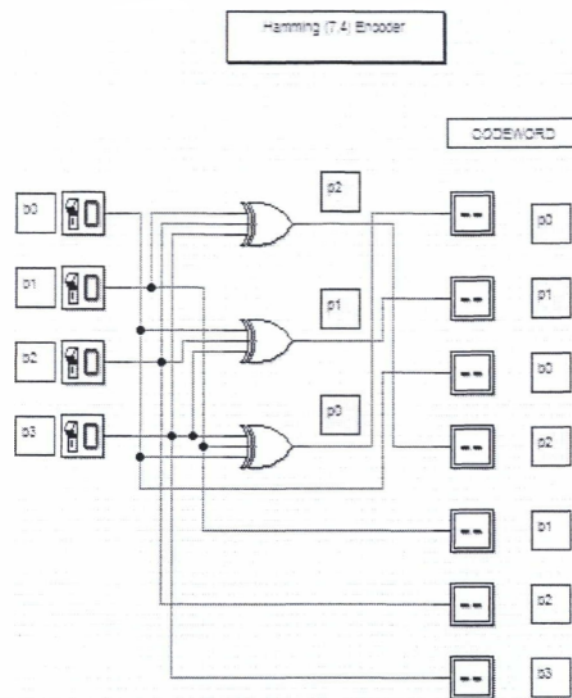 Hamming (7,4) Encoder
CODEWORD
p2
b0
p0
b1
p1
p1
b2
b0
p0
b3
p2
b1
b2
b3